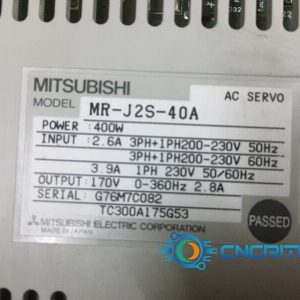 MITSUBISHI
AC SERVO
MODEL MR-J2S-40A
POWER : 400W
INPUT : 2.6A 3PH+1PH200-230V 50Hz
3PH+1PH200-230V 60Hz
3.9A 1PH 230V 50/60Hz
OUTPUT: 170V 0-360Hz 2.8A
SERIAL: G76M7C082
TC300A175G53
MITSUBISHI ELECTRIC CORPORATION
MADE IN JAPAN
PASSED